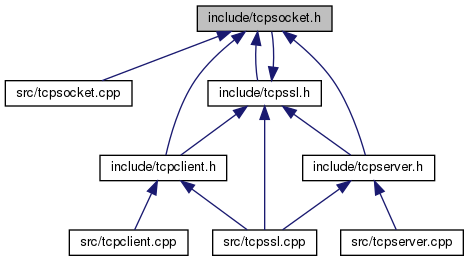 include/tcpsocket.h
src/tcpsocket.cpp
include/tcpssl.h
include/tcpclient.h
include/tcpserver.h
src/tcpclient.cpp
src/tcpssl.cpp
src/tcpserver.cpp